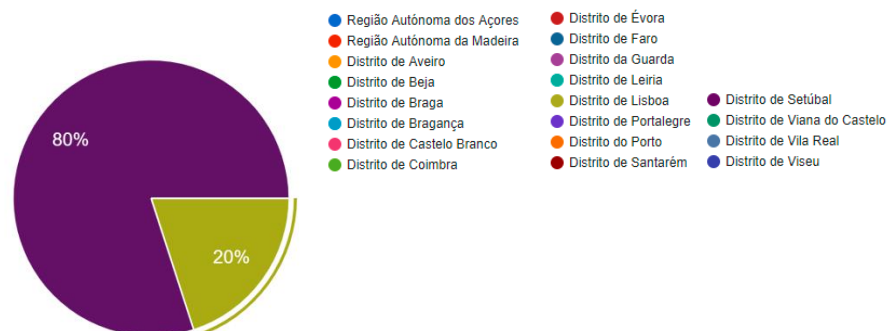 80%
20%
Região Autónoma dos Açores
Região Autónoma da Madeira
Distrito de Aveiro
Distrito de Beja
Distrito de Braga
Distrito de Bragança
Distrito de Castelo Branco
Distrito de Coimbra
Distrito de Évora
Distrito de Faro
Distrito da Guarda
Distrito de Leiria
Distrito de Lisboa
Distrito de Portalegre
Distrito do Porto
Distrito de Santarém
Distrito de Setúbal
Distrito de Viana do Castelo
Distrito de Vila Real
Distrito de Viseu